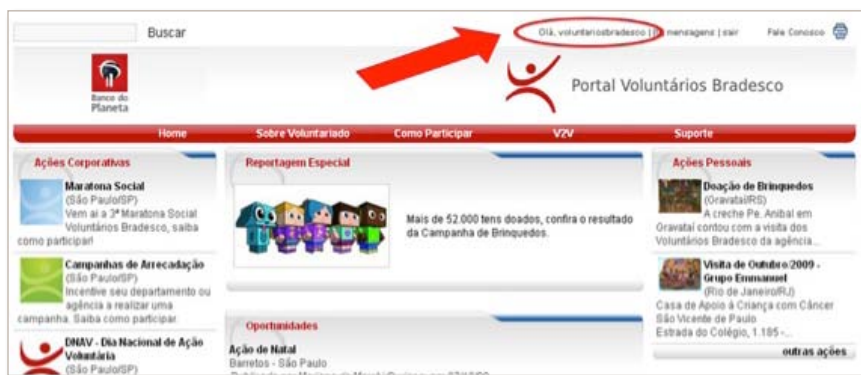 Buscar
Olá, voluntariosbradesco | mensagens | sair
Fale Conosco
Banco do
Planeta
Portal Voluntários Bradesco
Home
Sobre Voluntariado
Como Participar
V2V
Suporte
Ações Corporativas
Maratona Social
(São Paulo/SP)
Vem ai a 3ª Maratona Social
Voluntários Bradesco, saiba
como participar!
Campanhas de Arrecadação
(São Paulo/SP)
Incentive seu departamento ou
agência a realizar uma
campanha. Saiba como participar.
DNAV - Dia Nacional de Ação
Voluntária
(São Paulo/SP)
Reportagem Especial
Mais de 52.000 tens doados, confira o resultado
da Campanha de Brinquedos.
Oportunidades
Ação de Natal
Barretos - São Paulo
Ações Pessoais
Doação de Brinquedos
(Gravataí/RS)
A creche Pe. Anibal em
Gravataí contou com a visita dos
Voluntários Bradesco da agência...
Visita de Outubro/2009 -
Grupo Emmanuel
(Rio de Janeiro/RJ)
Casa de Apoio á Criança com Câncer
São Vicente de Paulo
Estrada do Colégio, 1.185 -...
outras ações